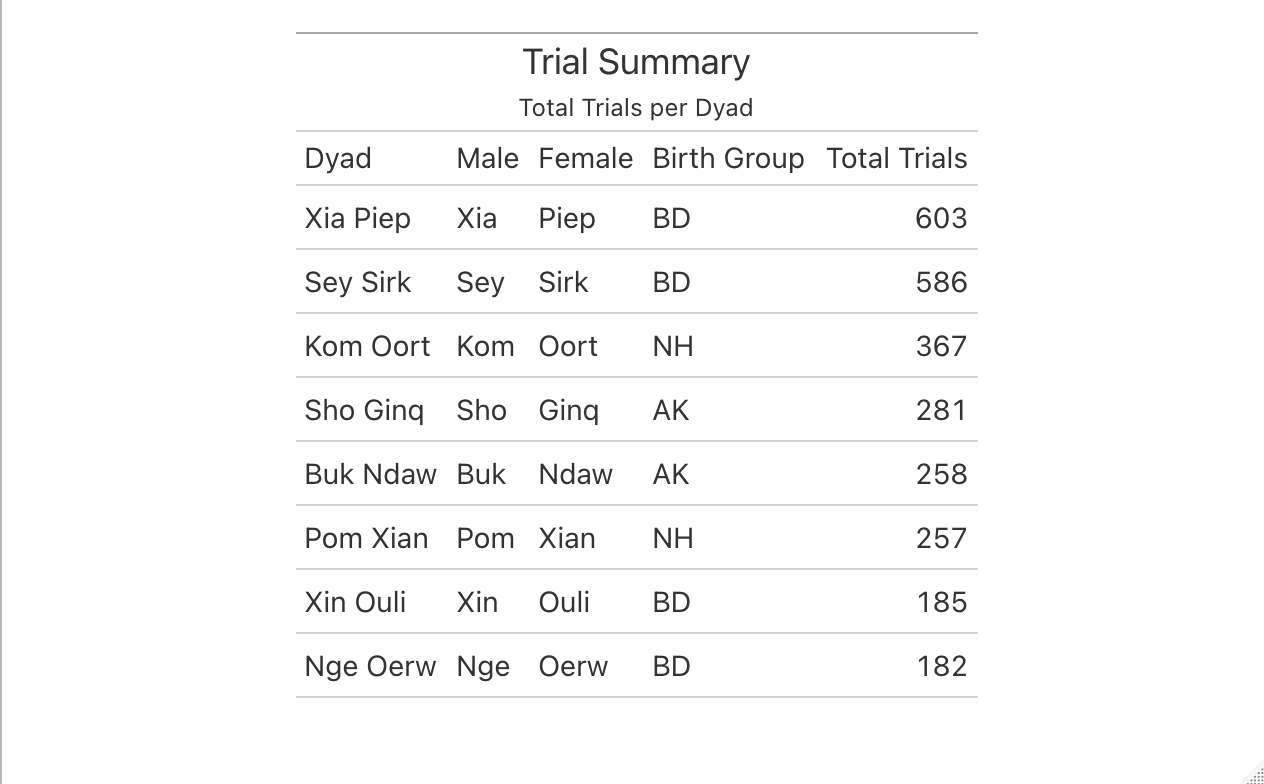 Trial Summary
Total Trials per Dyad
Dyad Male Female Birth Group Total Trials
Xia Piep Xia Piep BD 603
Sey Sirk Sey Sirk BD 586
Kom Oort Kom Oort NH 367
Sho Ginq Sho Ginq AK 281
Buk Ndaw Buk Ndaw AK 258
Pom Xian Pom Xian NH 257
Xin Ouli Xin Ouli BD 185
Nge Oerw Nge Oerw BD 182